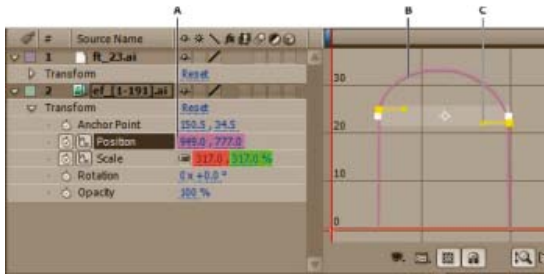 A B C
# Source Name
1 ft_23.ai
Transform Reset
2 ef_[1-191].ai
Transform Reset
Anchor Point 150.5, 34.5
Position 949.0, 777.0
Scale 317.0, 317.0 %
Rotation 0 x +0.0 °
Opacity 100 %
30
20
10
0